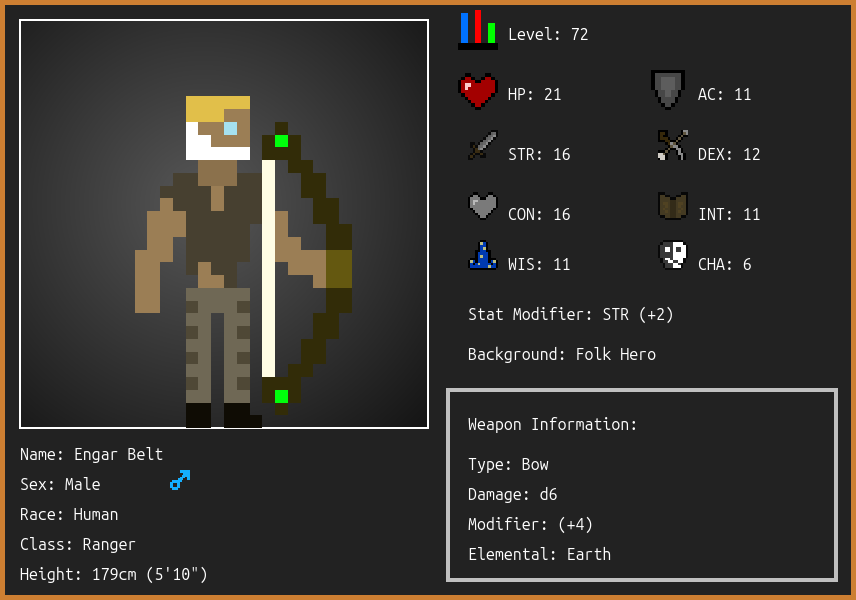 Level: 72
HP: 21
AC: 11
STR: 16
DEX: 12
CON: 16
INT: 11
WIS: 11
CHA: 6
Stat Modifier: STR (+2)
Background: Folk Hero
Weapon Information:
Type: Bow
Damage: d6
Modifier: (+4)
Elemental: Earth
Name: Engar Belt
Sex: Male
Race: Human
Class: Ranger
Height: 179cm (5'10")